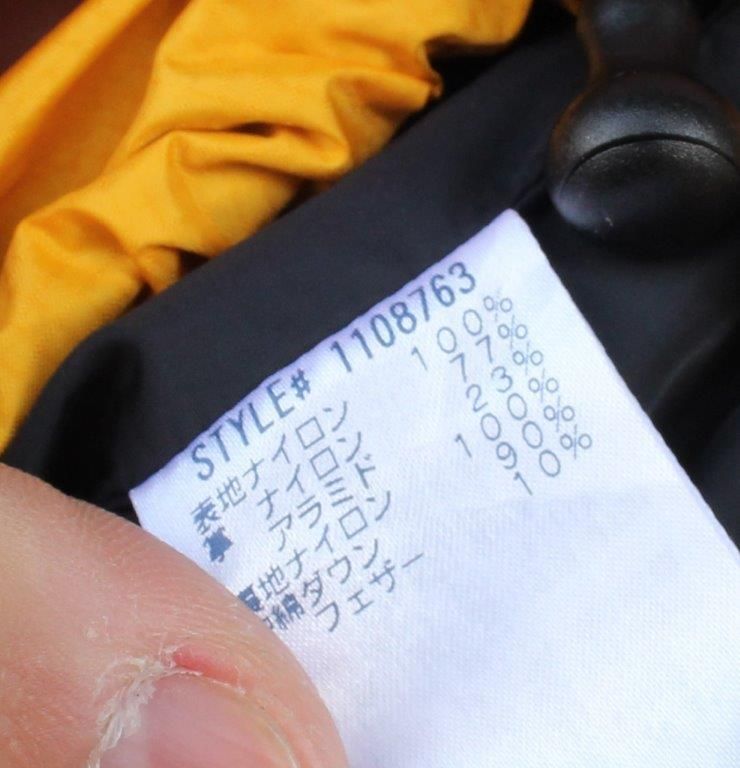 STYLE# 1108763
表地ナイロン 100%
ナイロンド 77%
アラミド 23%
裏地ナイロン 100%
中綿ダウン 90%
フェザー 10%